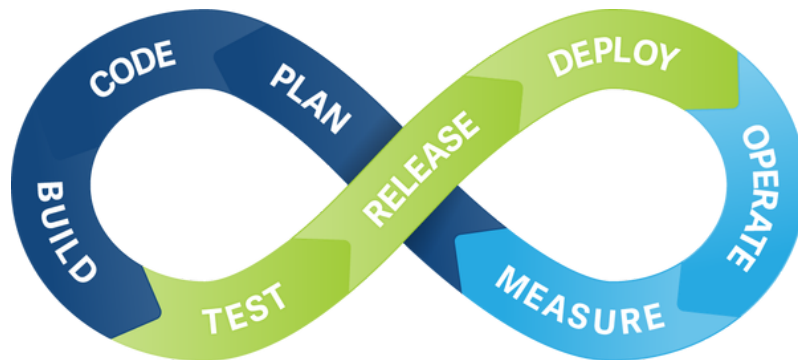 PLAN
CODE
BUILD
TEST
RELEASE
DEPLOY
OPERATE
MEASURE